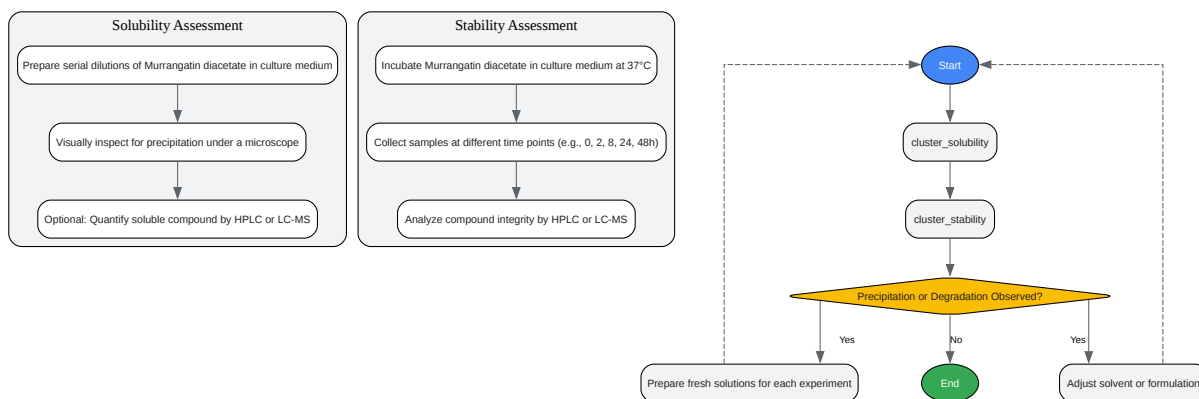 Solubility Assessment
Prepare serial dilutions of Murrangatin diacetate in culture medium
Visually inspect for precipitation under a microscope
Optional: Quantify soluble compound by HPLC or LC-MS
Stability Assessment
Incubate Murrangatin diacetate in culture medium at 37°C
Collect samples at different time points (e.g., 0, 2, 8, 24, 48h)
Analyze compound integrity by HPLC or LC-MS
Start
cluster_solubility
cluster_stability
Precipitation or Degradation Observed?
Yes
No
Yes
Prepare fresh solutions for each experiment
End
Adjust solvent or formulation